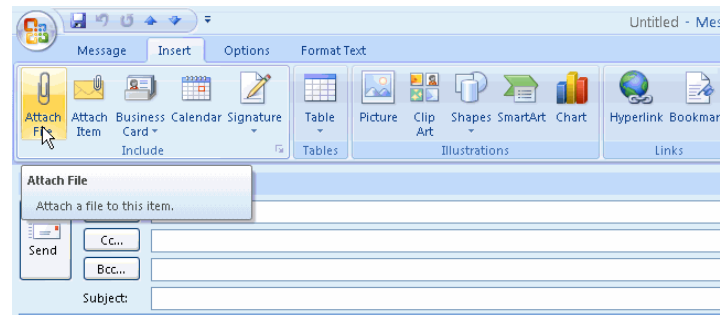 Untitled - Mes
Message Insert Options Format Text
Attach File Attach Item Business Card Calendar Signature Table Picture Clip Art Shapes SmartArt Chart Hyperlink Bookmar
Include Tables Illustrations Links
Attach File
Attach a file to this item.
Send
Cc...
Bcc...
Subject: